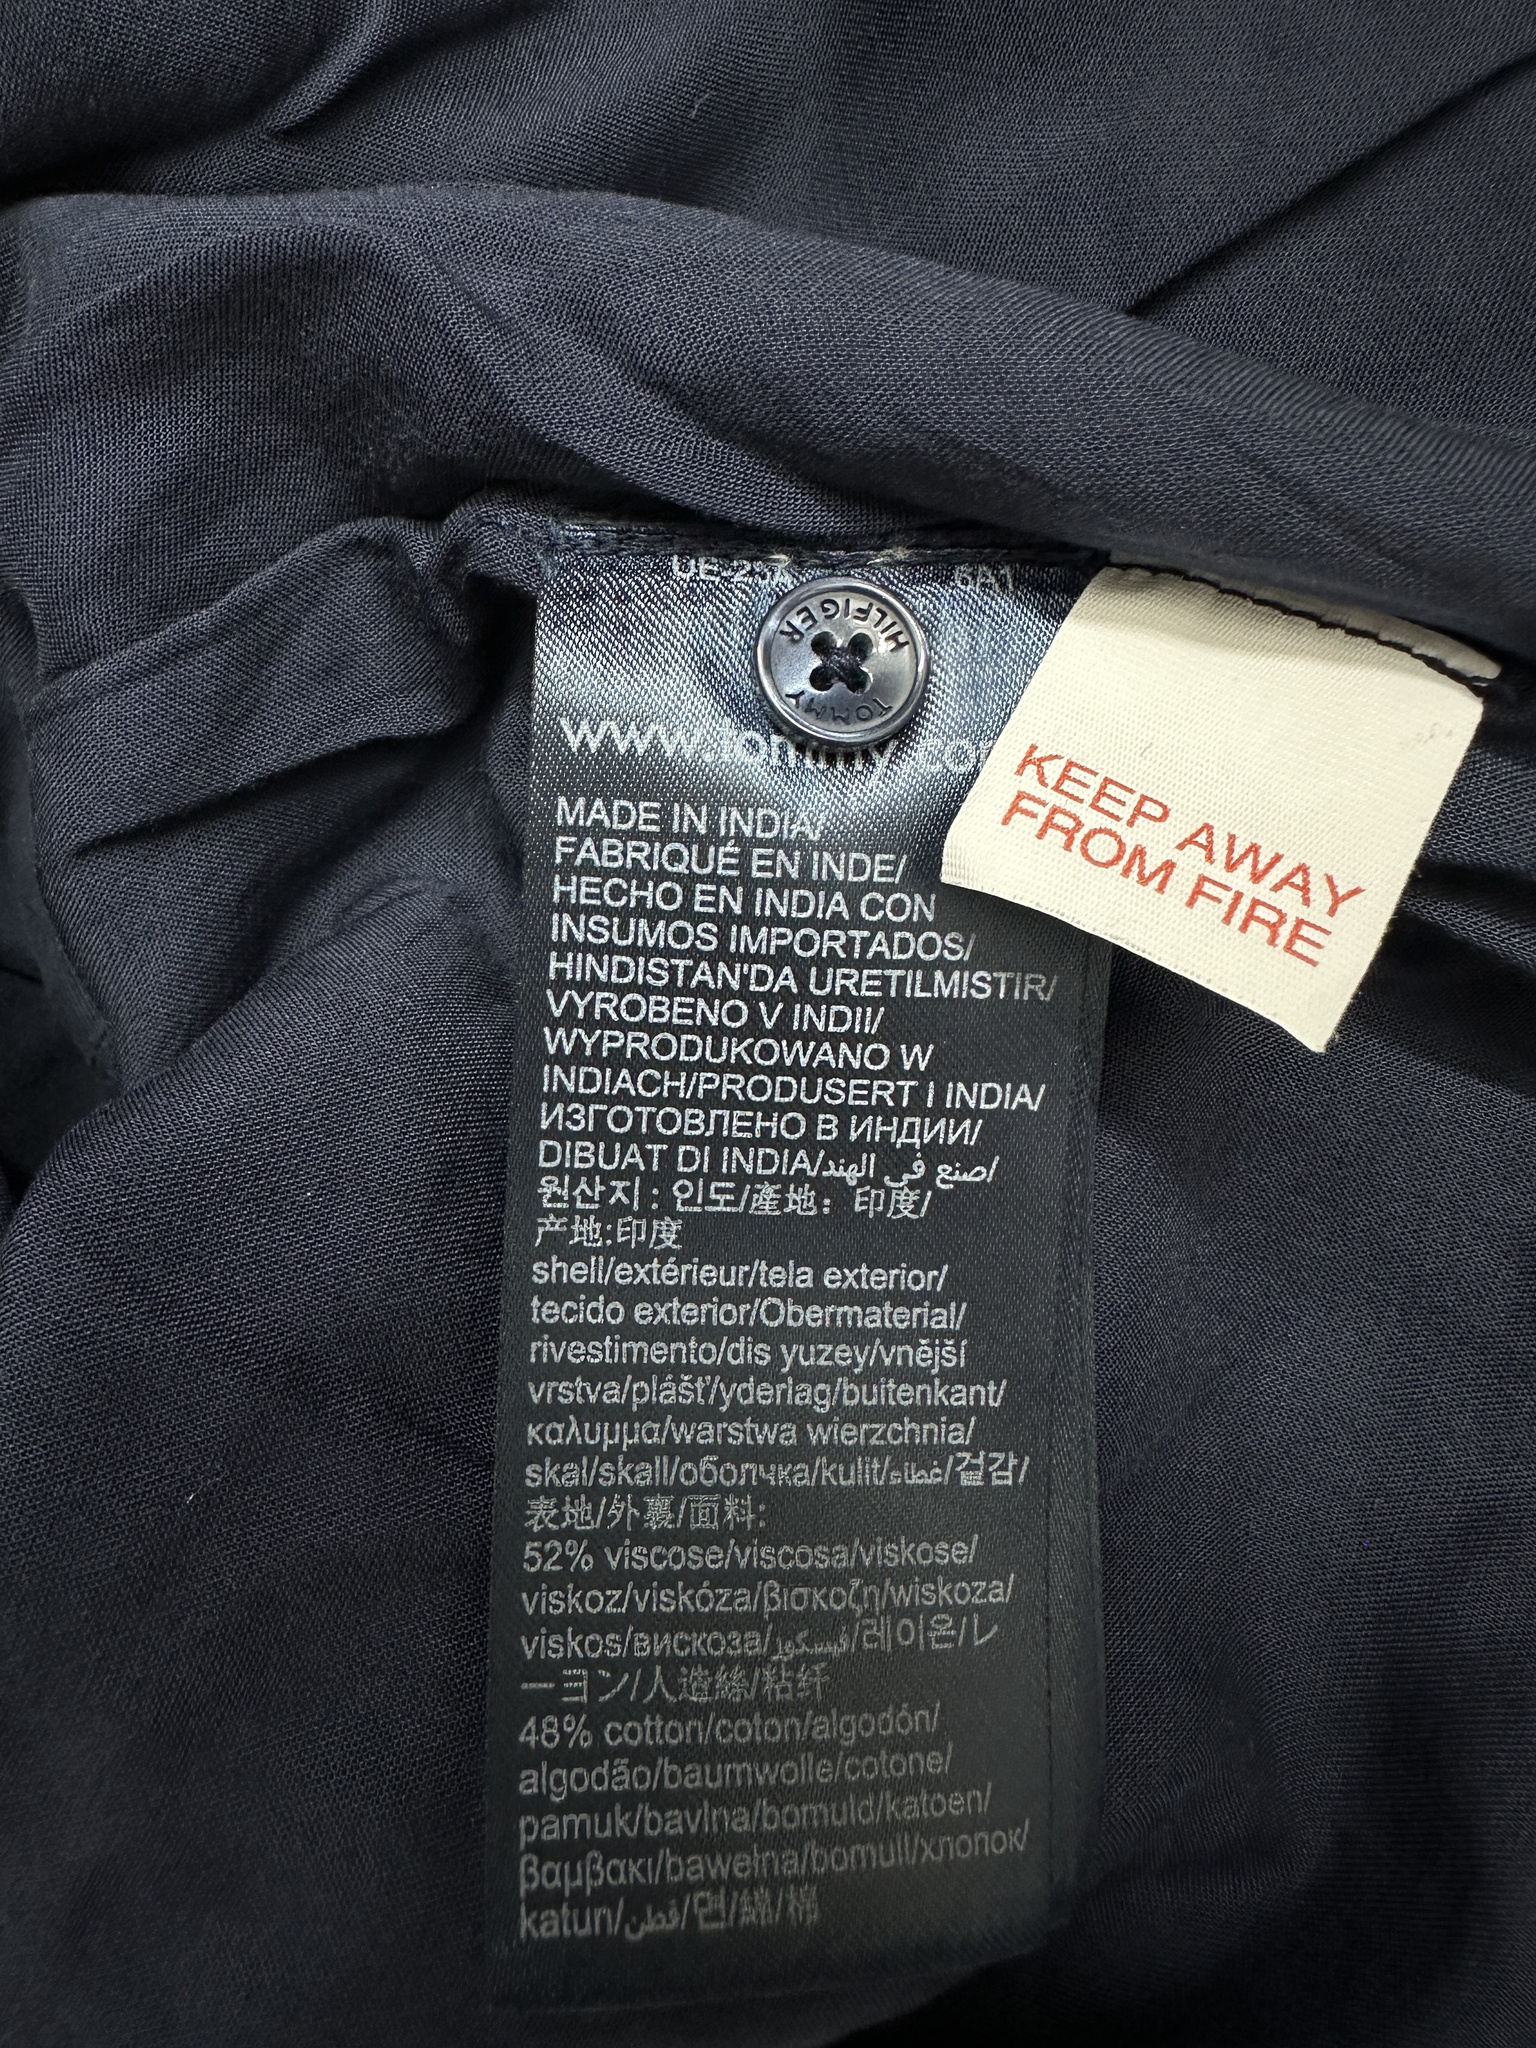 6A1
TOMMY HILFIGER
MADE IN INDIA/
FABRIQUÉ EN INDE/
HECHO EN INDIA CON
INSUMOS IMPORTADOS/
HINDISTAN'DA URETILMISTIR/
VYROBENO V INDII/
WYPRODUKOWANO W
INDIACH/PRODUSERT I INDIA/
ИЗГОТОВЛЕНО В ИНДИИ/
DIBUAT DI INDIA/صنع في الهند/
원산지 : 인도/產地：印度/
产地:印度
shell/extérieur/tela exterior/
tecido exterior/Obermaterial/
rivestimento/dis yuzey/vnější
vrstva/plášť/yderlag/buitenkant/
καλυμμα/warstwa wierzchnia/
skal/skall/оболчка/kulit/غطاء/겉감/
表地/外裏/面料:
52% viscose/viscosa/viskose/
viskoz/viskóza/βισκοζη/wiskoza/
viskos/вискоза/فيسكوز/레이온/レ
ーヨン/人造絲/粘纤
48% cotton/coton/algodón/
algodão/baumwolle/cotone/
pamuk/bavlna/bomuld/katoen/
βαμβακι/bawełna/bomull/хлопок/
katun/قطن/면/綿/棉
KEEP AWAY
FROM FIRE